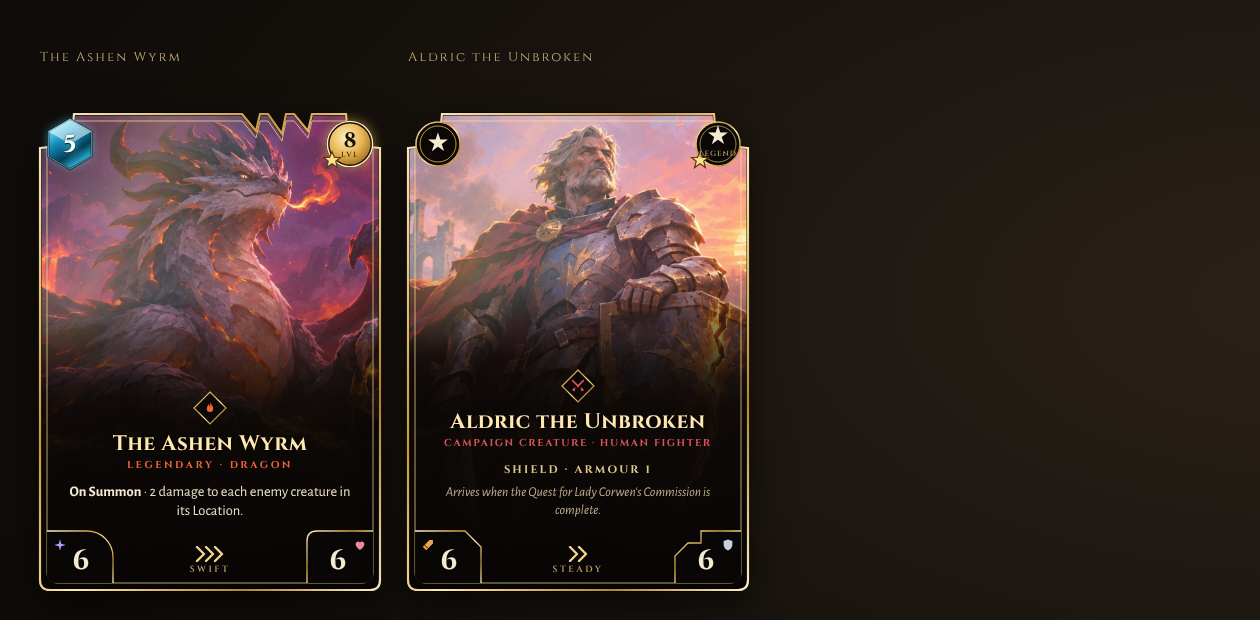 The Ashen Wyrm
Aldric the Unbroken
5
8
LVL
The Ashen Wyrm
LEGENDARY · DRAGON
On Summon · 2 damage to each enemy creature in
its Location.
6
SWIFT
6
LEGEND
Aldric the Unbroken
CAMPAIGN CREATURE · HUMAN FIGHTER
SHIELD · ARMOUR 1
Arrives when the Quest for Lady Corwen's Commission is
complete.
6
STEADY
6